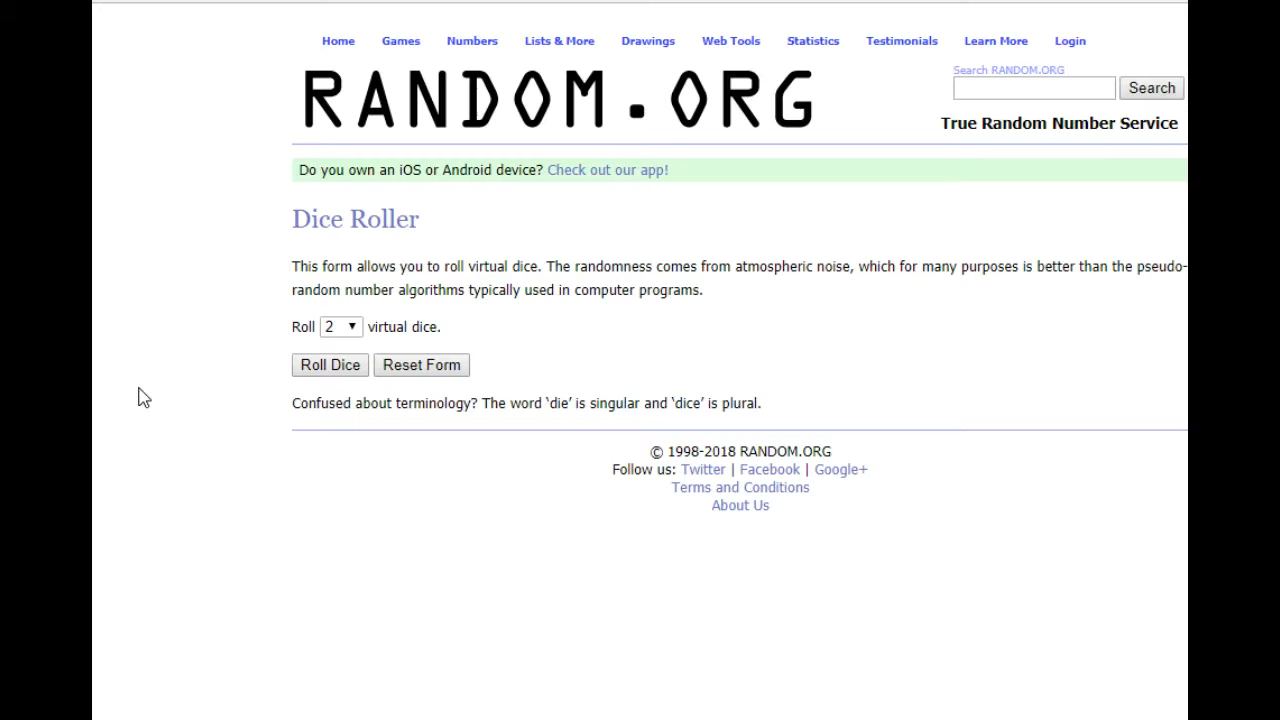 Home Games Numbers Lists & More Drawings Web Tools Statistics Testimonials Learn More Login
RANDOM.ORG
Search RANDOM.ORG
Search
True Random Number Service
Do you own an iOS or Android device? Check out our app!
Dice Roller
This form allows you to roll virtual dice. The randomness comes from atmospheric noise, which for many purposes is better than the pseudo-
random number algorithms typically used in computer programs.
Roll 2 virtual dice.
Roll Dice Reset Form
Confused about terminology? The word ‘die’ is singular and ‘dice’ is plural.
© 1998-2018 RANDOM.ORG
Follow us: Twitter | Facebook | Google+
Terms and Conditions
About Us